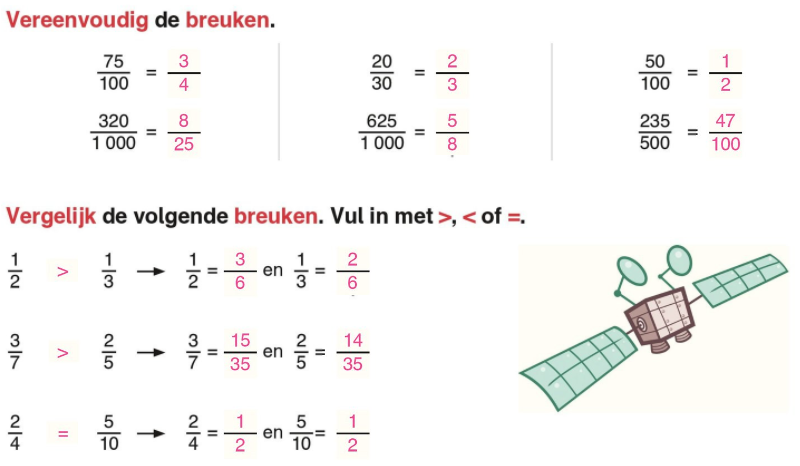 Vereenvoudig de breuken.
75/100 = 3/4 20/30 = 2/3 50/100 = 1/2
320/1 000 = 8/25 625/1 000 = 5/8 235/500 = 47/100
Vergelijk de volgende breuken. Vul in met >, < of =.
1/2 > 1/3 → 1/2 = 3/6 en 1/3 = 2/6
3/7 > 2/5 → 3/7 = 15/35 en 2/5 = 14/35
2/4 = 5/10 → 2/4 = 1/2 en 5/10 = 1/2